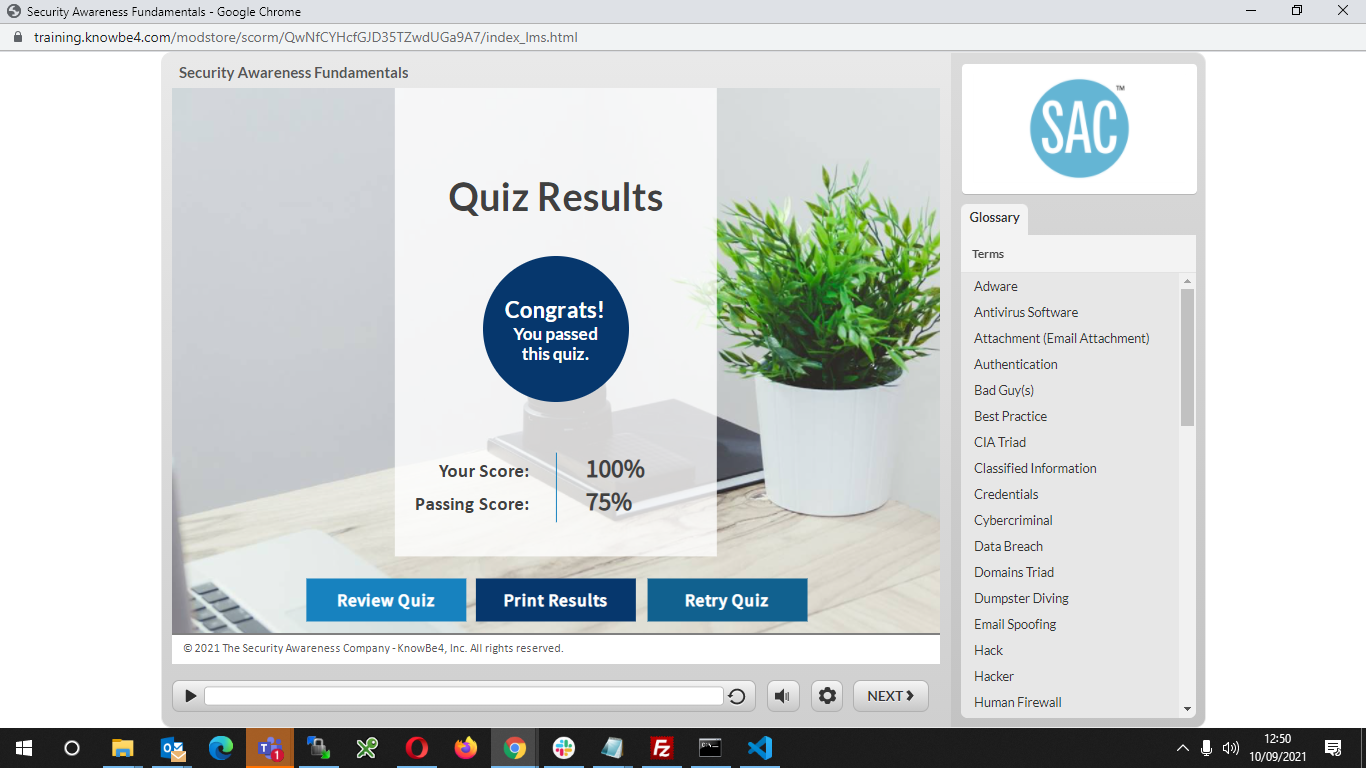 Security Awareness Fundamentals - Google Chrome
training.knowbe4.com/modstore/scorm/QwNfCYHcfGJD35TZwdUGa9A7/index_lms.html
Security Awareness Fundamentals
Quiz Results
Congrats!
You passed
this quiz.
Your Score: 100%
Passing Score: 75%
Review Quiz
Print Results
Retry Quiz
© 2021 The Security Awareness Company - KnowBe4, Inc. All rights reserved.
NEXT
SAC™
Glossary
Terms
Adware
Antivirus Software
Attachment (Email Attachment)
Authentication
Bad Guy(s)
Best Practice
CIA Triad
Classified Information
Credentials
Cybercriminal
Data Breach
Domains Triad
Dumpster Diving
Email Spoofing
Hack
Hacker
Human Firewall
1
12:50
10/09/2021